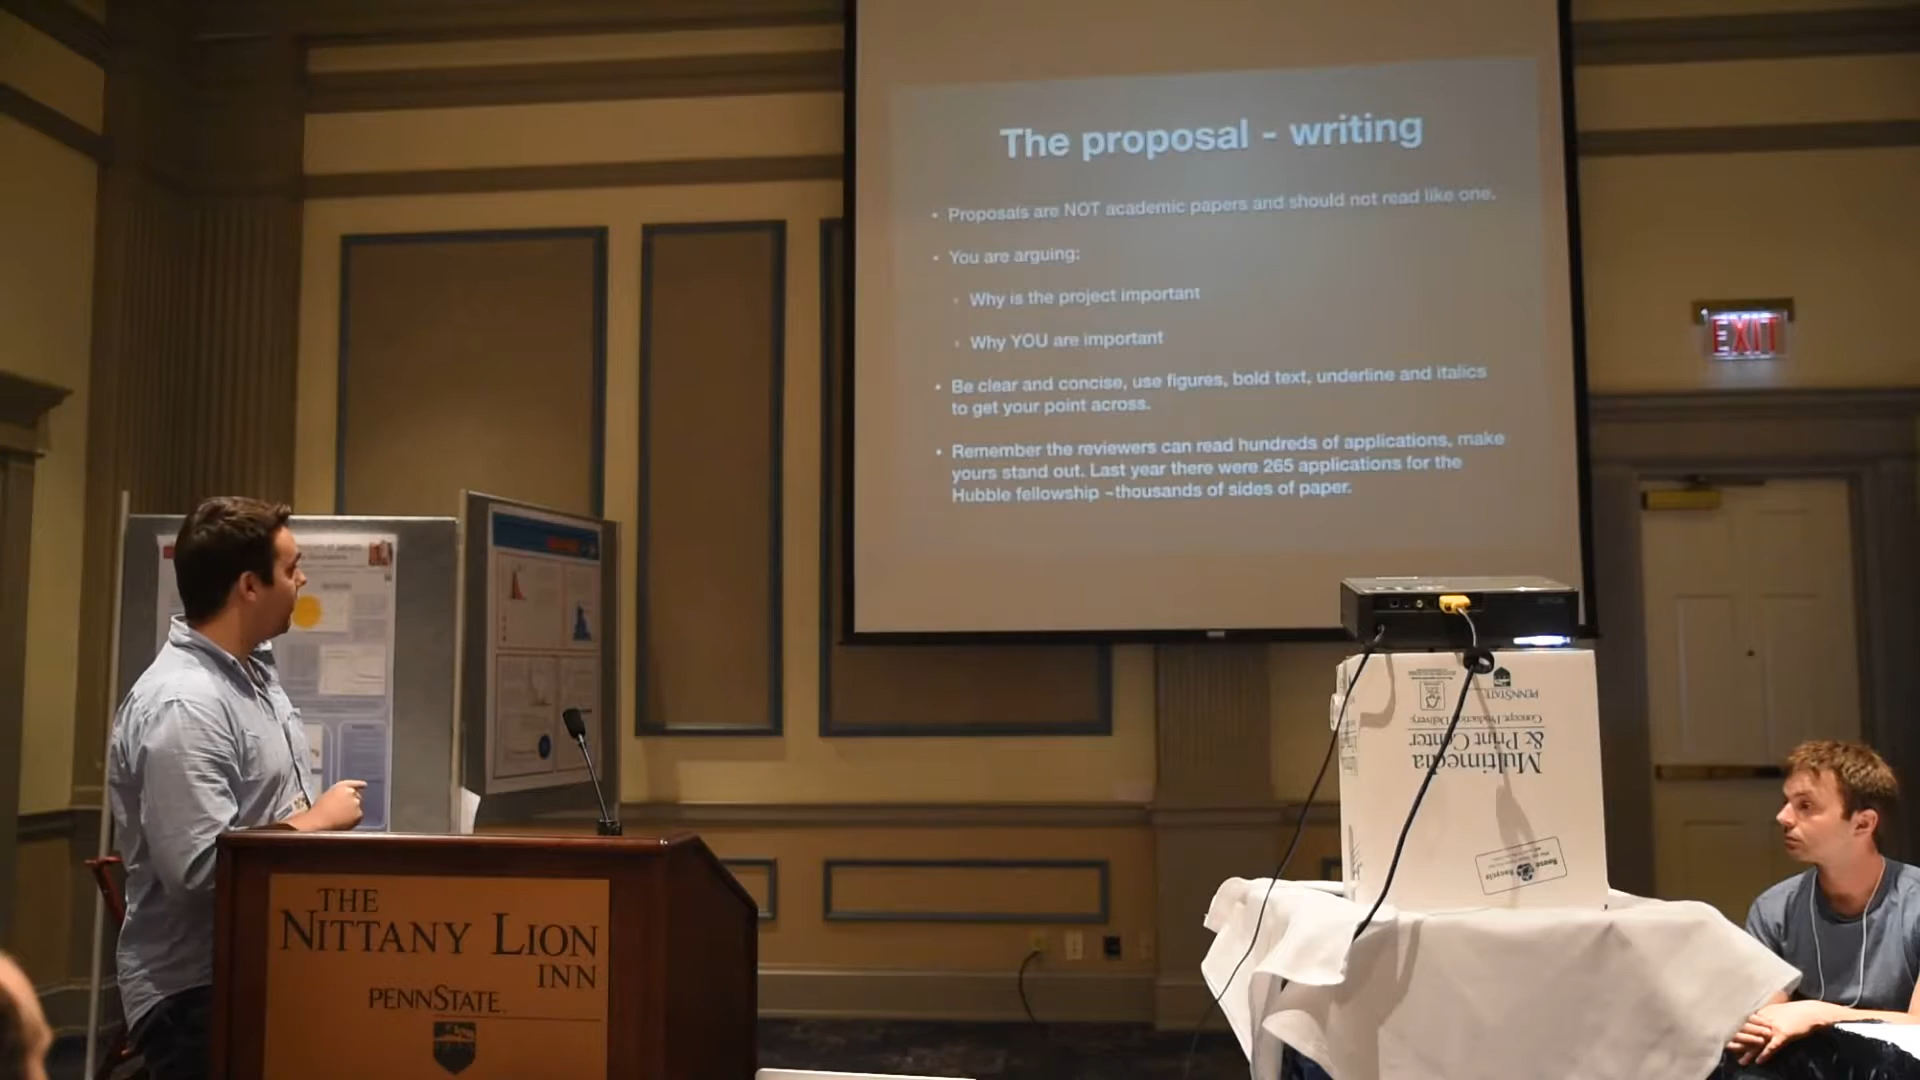 The proposal - writing
• Proposals are NOT academic papers and should not read like one.
• You are arguing:
• Why is the project important
• Why YOU are important
• Be clear and concise, use figures, bold text, underline and italics
to get your point across.
• Remember the reviewers can read hundreds of applications, make
yours stand out. Last year there were 265 applications for the
Hubble fellowship ~thousands of sides of paper.
EXIT
PENNSTATE
Concept, Production, Delivery.
Multimedia
& Print Center
Reuse
Recycle
THE
NITTANY LION
INN
PENNSTATE.